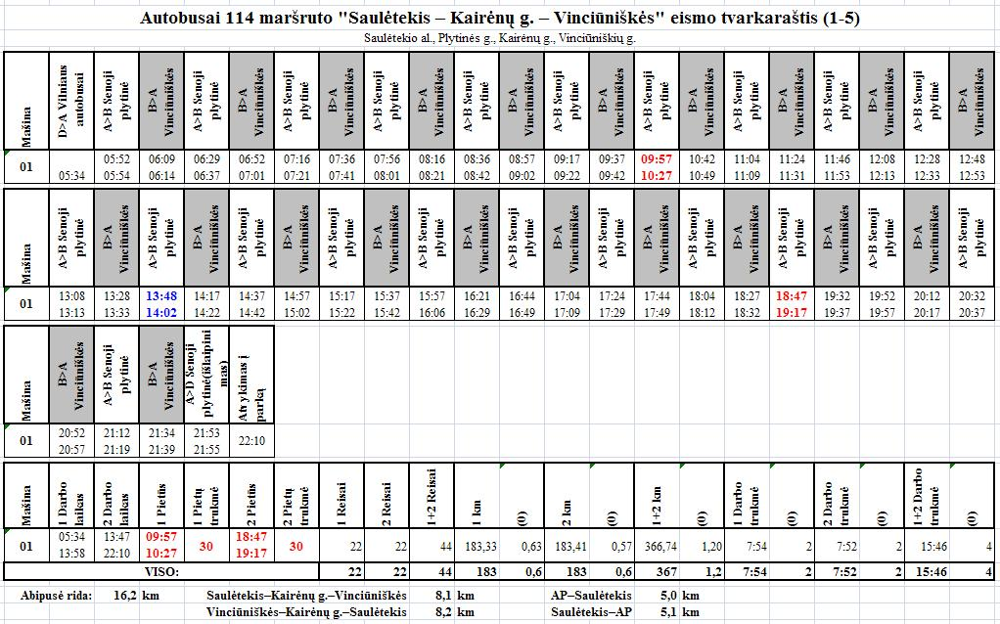 Autobusai 114 maršruto "Saulėtekis – Kairėnų g. – Vinciūniškės" eismo tvarkaraštis (1-5)
Saulėtekio al., Plytinės g., Kairėnų g., Vinciūniškių g.
Mašina D>A Vilniaus autobusai A>B Senoji plytinė B>A Vinciūniškės A>B Senoji plytinė B>A Vinciūniškės A>B Senoji plytinė B>A Vinciūniškės A>B Senoji plytinė B>A Vinciūniškės A>B Senoji plytinė B>A Vinciūniškės A>B Senoji plytinė B>A Vinciūniškės A>B Senoji plytinė B>A Vinciūniškės A>B Senoji plytinė B>A Vinciūniškės A>B Senoji plytinė B>A Vinciūniškės A>B Senoji plytinė B>A Vinciūniškės
05:52 06:09 06:29 06:52 07:16 07:36 07:56 08:16 08:36 08:57 09:17 09:37 09:57 10:42 11:04 11:24 11:46 12:08 12:28 12:48
01 05:34 05:54 06:14 06:37 07:01 07:21 07:41 08:01 08:21 08:42 09:02 09:22 09:42 10:27 10:49 11:09 11:31 11:53 12:13 12:33 12:53
Mašina A>B Senoji plytinė B>A Vinciūniškės A>B Senoji plytinė B>A Vinciūniškės A>B Senoji plytinė B>A Vinciūniškės A>B Senoji plytinė B>A Vinciūniškės A>B Senoji plytinė B>A Vinciūniškės A>B Senoji plytinė B>A Vinciūniškės A>B Senoji plytinė B>A Vinciūniškės A>B Senoji plytinė B>A Vinciūniškės A>B Senoji plytinė B>A Vinciūniškės A>B Senoji plytinė B>A Vinciūniškės A>B Senoji plytinė
13:08 13:28 13:48 14:17 14:37 14:57 15:17 15:37 15:57 16:21 16:44 17:04 17:24 17:44 18:04 18:27 18:47 19:32 19:52 20:12 20:32
01 13:13 13:33 14:02 14:22 14:42 15:02 15:22 15:42 16:06 16:29 16:49 17:09 17:29 17:49 18:12 18:32 19:17 19:37 19:57 20:17 20:37
Mašina B>A Vinciūniškės A>B Senoji plytinė B>A Vinciūniškės A>D Senoji plytinė(išlaipinimas) Atvykimas į parką
20:52 21:12 21:34 21:53
01 20:57 21:19 21:39 21:55 22:10
Mašina 1 Darbo laikas 2 Darbo laikas 1 Pietūs 1 Pietų trukmė 2 Pietūs 2 Pietų trukmė 1 Reisai 2 Reisai 1+2 Reisai 1 km (0) 2 km (0) 1+2 km (0) 1 Darbo trukmė (0) 2 Darbo trukmė (0) 1+2 Darbo trukmė (0)
05:34 13:47 09:57 18:47
01 13:58 22:10 10:27 30 19:17 30 22 22 44 183,33 0,63 183,41 0,57 366,74 1,20 7:54 2 7:52 2 15:46 4
VISO: 22 22 44 183 0,6 183 0,6 367 1,2 7:54 2 7:52 2 15:46 4
Abipusė rida: 16,2 km Saulėtekis–Kairėnų g.–Vinciūniškės 8,1 km AP–Saulėtekis 5,0 km
Vinciūniškės–Kairėnų g.–Saulėtekis 8,2 km Saulėtekis–AP 5,1 km